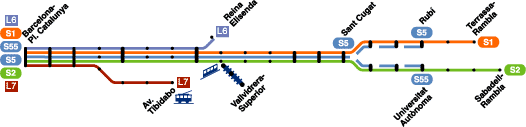 L6
S1
S55
S5
S2
L7
Barcelona-
Pl. Catalunya
Reina
Elisenda
L6
L7
Av.
Tibidabo
Vallvidrera-
Superior
Sant Cugat
S5
Rubí
S5
Terrassa-
Rambla
S1
S5
S55
Universitat
Autònoma
S2
Sabadell-
Rambla